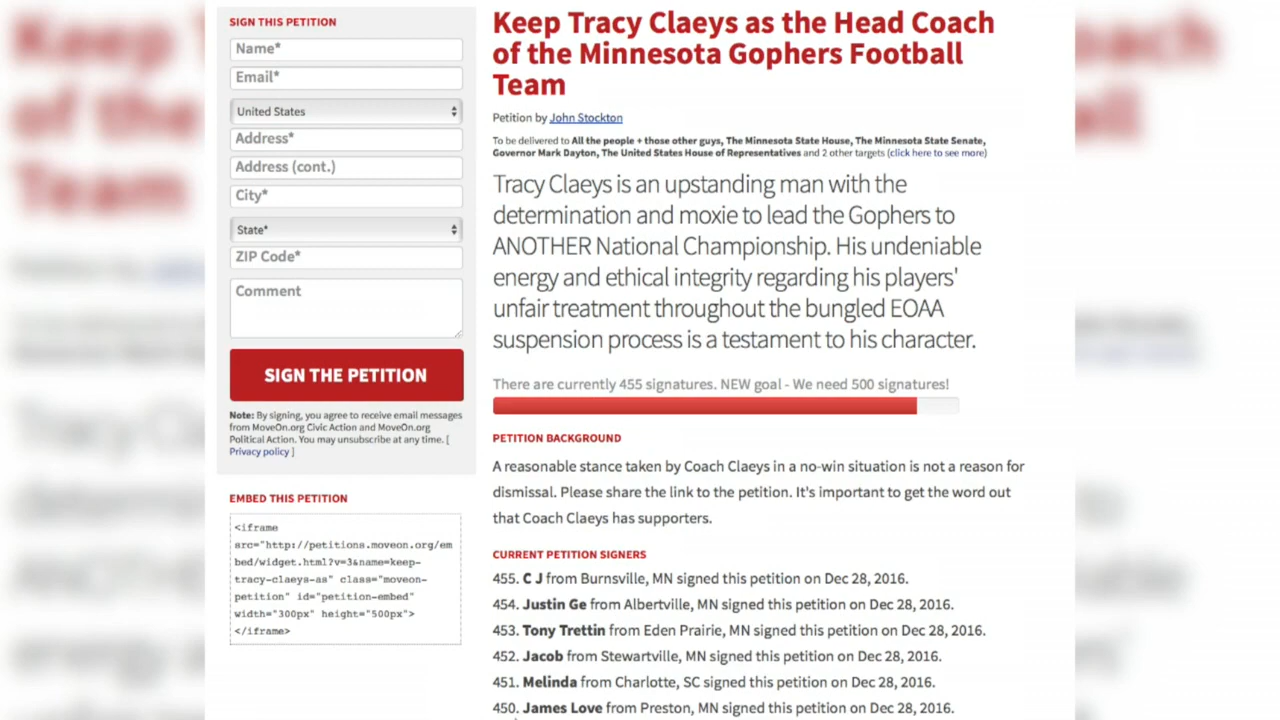 SIGN THIS PETITION
Name*
Email*
United States
Address*
Address (cont.)
City*
State*
ZIP Code*
Comment
SIGN THE PETITION
Note: By signing, you agree to receive email messages
from MoveOn.org Civic Action and MoveOn.org
Political Action. You may unsubscribe at any time. [
Privacy policy ]
EMBED THIS PETITION
<iframe
src="http://petitions.moveon.org/em
bed/widget.html?v=3&name=keep-
tracy-claeys-as" class="moveon-
petition" id="petition-embed"
width="300px" height="500px">
</iframe>
Keep Tracy Claeys as the Head Coach
of the Minnesota Gophers Football
Team
Petition by John Stockton
To be delivered to All the people + those other guys, The Minnesota State House, The Minnesota State Senate,
Governor Mark Dayton, The United States House of Representatives and 2 other targets (click here to see more)
Tracy Claeys is an upstanding man with the
determination and moxie to lead the Gophers to
ANOTHER National Championship. His undeniable
energy and ethical integrity regarding his players'
unfair treatment throughout the bungled EOAA
suspension process is a testament to his character.
There are currently 455 signatures. NEW goal - We need 500 signatures!
PETITION BACKGROUND
A reasonable stance taken by Coach Claeys in a no-win situation is not a reason for
dismissal. Please share the link to the petition. It's important to get the word out
that Coach Claeys has supporters.
CURRENT PETITION SIGNERS
455. C J from Burnsville, MN signed this petition on Dec 28, 2016.
454. Justin Ge from Albertville, MN signed this petition on Dec 28, 2016.
453. Tony Trettin from Eden Prairie, MN signed this petition on Dec 28, 2016.
452. Jacob from Stewartville, MN signed this petition on Dec 28, 2016.
451. Melinda from Charlotte, SC signed this petition on Dec 28, 2016.
450. James Love from Preston, MN signed this petition on Dec 28, 2016.